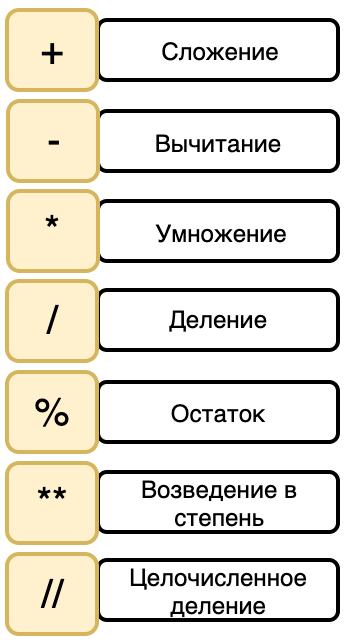 + Сложение
- Вычитание
* Умножение
/ Деление
% Остаток
** Возведение в
степень
// Целочисленное
деление